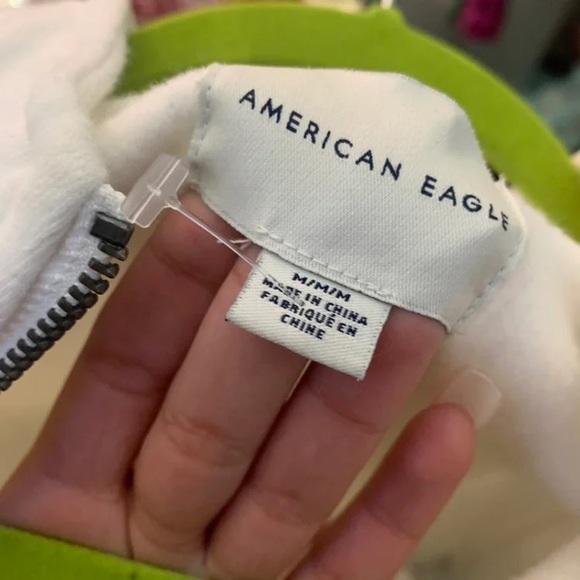 AMERICAN EAGLE
M/M/M
MADE IN CHINA
FABRIQUÉ EN
CHINE